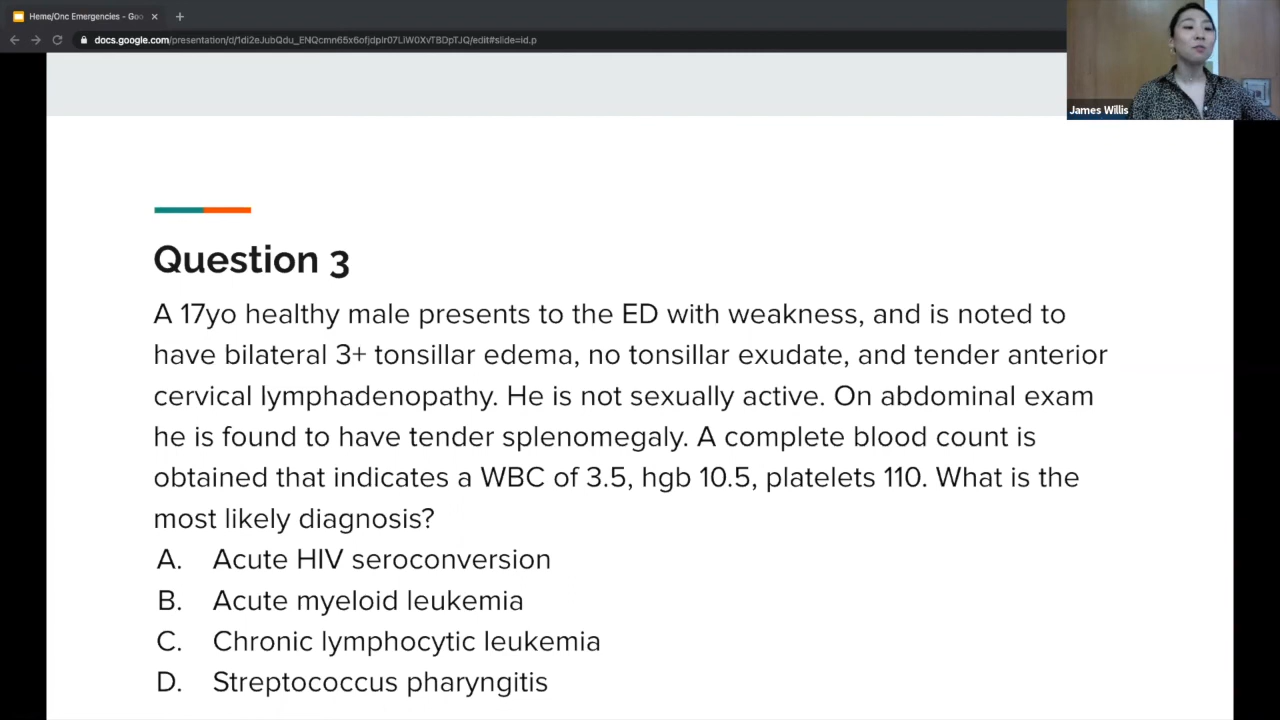 Heme/Onc Emergencies - Goo
docs.google.com/presentation/d/1di2eJubQdu_ENQcmn65x6ofjdpIr07LiW0XvTBDpTJQ/edit#slide=id.p
James Willis
Question 3
A 17yo healthy male presents to the ED with weakness, and is noted to
have bilateral 3+ tonsillar edema, no tonsillar exudate, and tender anterior
cervical lymphadenopathy. He is not sexually active. On abdominal exam
he is found to have tender splenomegaly. A complete blood count is
obtained that indicates a WBC of 3.5, hgb 10.5, platelets 110. What is the
most likely diagnosis?
A. Acute HIV seroconversion
B. Acute myeloid leukemia
C. Chronic lymphocytic leukemia
D. Streptococcus pharyngitis